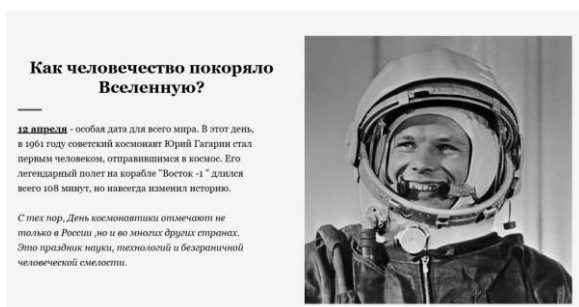 Как человечество покоряло
Вселенную?
12 апреля - особая дата для всего мира. В этот день,
в 1961 году советский космонавт Юрий Гагарин стал
первым человеком, отправившимся в космос. Его
легендарный полет на корабле "Восток -1 " длился
всего 108 минут, но навсегда изменил историю.
С тех пор, День космонавтики отмечают не
только в России ,но и во многих других странах.
Это праздник науки, технологий и безграничной
человеческой смелости.